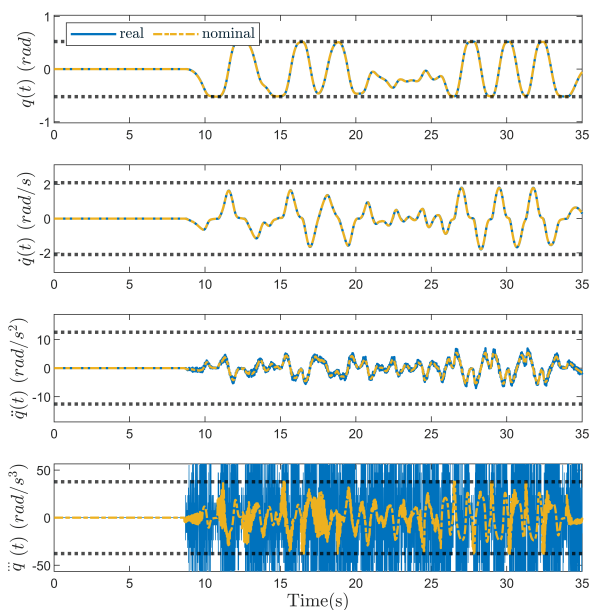 real nominal
1
0
-1
q(t) (rad)
0 5 10 15 20 25 30 35
2
0
-2
q̇(t) (rad/s)
0 5 10 15 20 25 30 35
10
0
-10
q̈(t) (rad/s²)
0 5 10 15 20 25 30 35
50
0
-50
q⃛(t) (rad/s³)
0 5 10 15 20 25 30 35
Time(s)